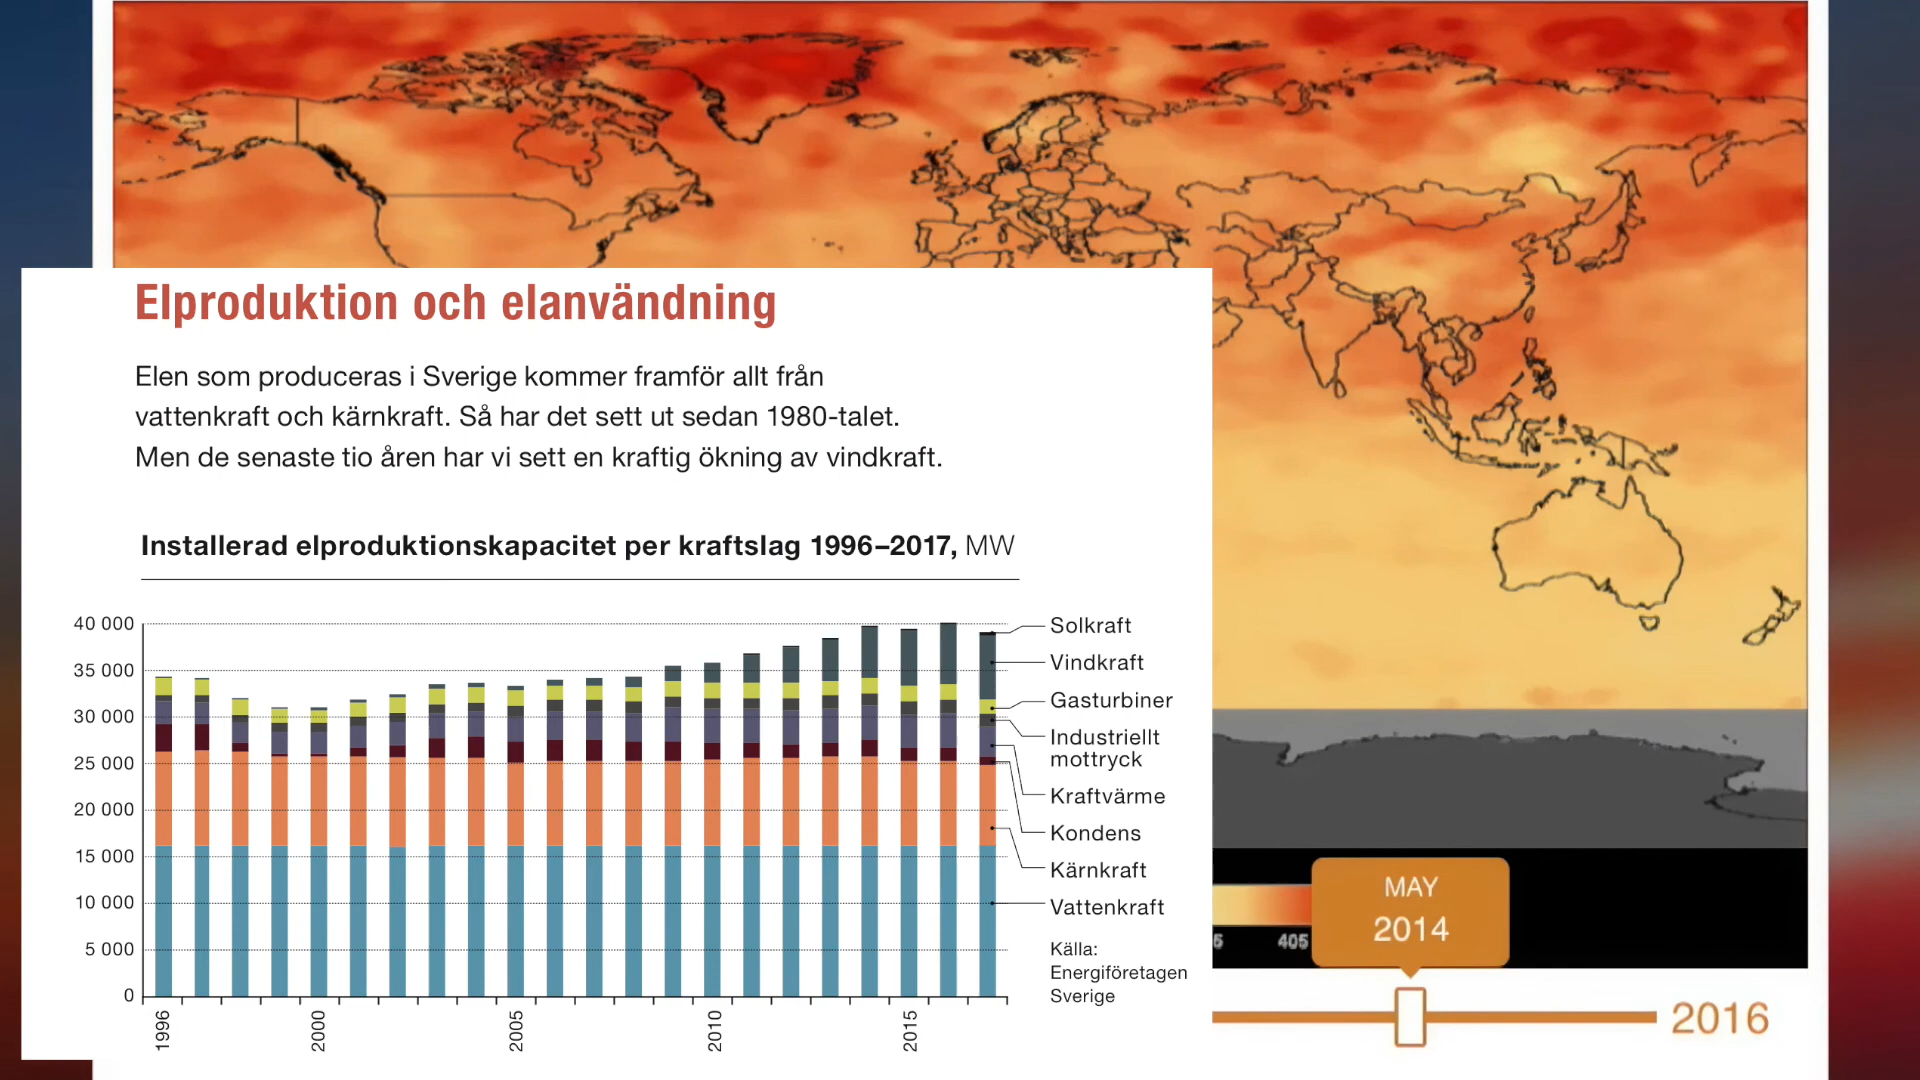 Elproduktion och elanvändning
Elen som produceras i Sverige kommer framför allt från
vattenkraft och kärnkraft. Så har det sett ut sedan 1980-talet.
Men de senaste tio åren har vi sett en kraftig ökning av vindkraft.
Installerad elproduktionskapacitet per kraftslag 1996–2017, MW
40 000
35 000
30 000
25 000
20 000
15 000
10 000
5 000
0
1996
2000
2005
2010
2015
Solkraft
Vindkraft
Gasturbiner
Industriellt
mottryck
Kraftvärme
Kondens
Kärnkraft
Vattenkraft
Källa:
Energiföretagen
Sverige
405
MAY
2014
2016